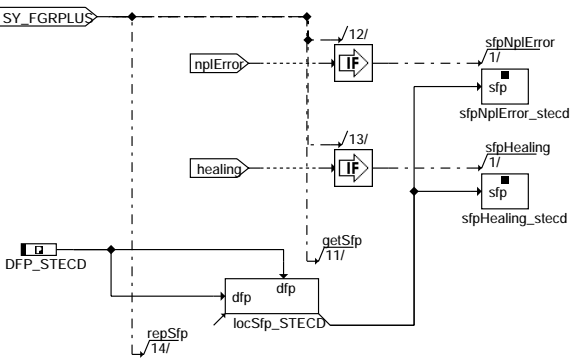 SY_FGRPLUS
12/
nplError
IF
sfpNplError
1/
sfp
sfpNplError_stecd
13/
healing
IF
sfpHealing
1/
sfp
sfpHealing_stecd
getSfp
11/
DFP_STECD
dfp
dfp
locSfp_STECD
repSfp
14/